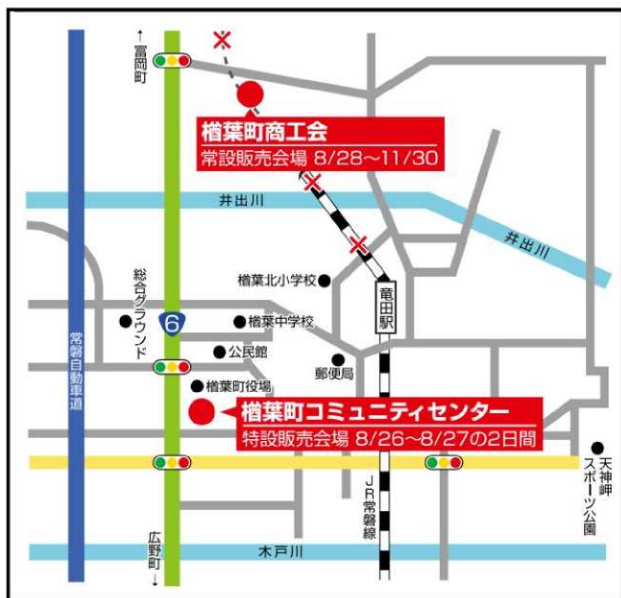 ↑富岡町
楢葉町商工会
常設販売会場 8/28～11/30
井出川
井出川
楢葉北小学校
竜田駅
総合グラウンド
6
楢葉中学校
公民館
郵便局
常磐自動車道
楢葉町役場
楢葉町コミュニティセンター
特設販売会場 8/26～8/27の2日間
天神岬
スポーツ公園
JR常磐線
広野町↓
木戸川